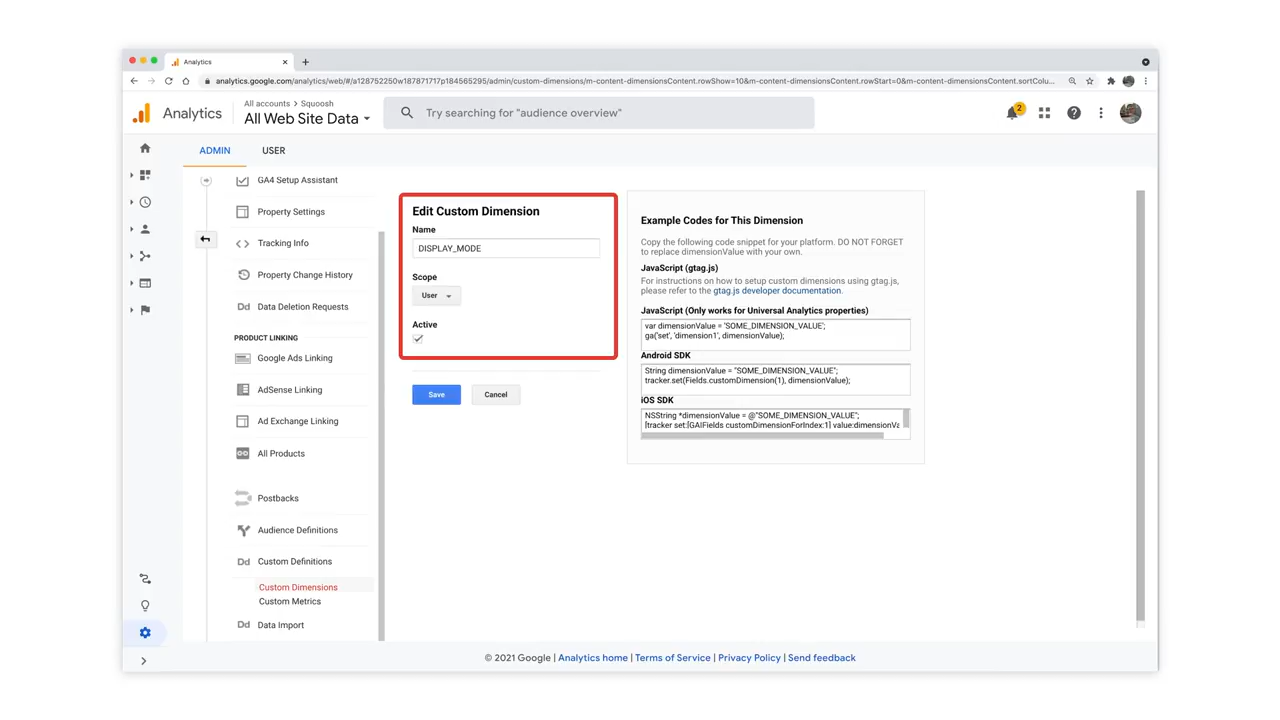 Analytics
analytics.google.com/analytics/web/#/a128752250w187871717p184565295/admin/custom-dimensions/m-content-dimensionsContent.rowShow=10&m-content-dimensionsContent.rowStart=0&m-content-dimensionsContent.sortColu...
Analytics
All accounts > Squoosh
All Web Site Data
Try searching for "audience overview"
2
ADMIN
USER
GA4 Setup Assistant
Property Settings
Tracking Info
Property Change History
Dd Data Deletion Requests
PRODUCT LINKING
Google Ads Linking
AdSense Linking
Ad Exchange Linking
All Products
Postbacks
Audience Definitions
Dd Custom Definitions
Custom Dimensions
Custom Metrics
Dd Data Import
Edit Custom Dimension
Name
DISPLAY_MODE
Scope
User
Active
Save
Cancel
Example Codes for This Dimension
Copy the following code snippet for your platform. DO NOT FORGET
to replace dimensionValue with your own.
JavaScript (gtag.js)
For instructions on how to setup custom dimensions using gtag.js,
please refer to the gtag.js developer documentation.
JavaScript (Only works for Universal Analytics properties)
var dimensionValue = 'SOME_DIMENSION_VALUE';
ga('set', 'dimension1', dimensionValue);
Android SDK
String dimensionValue = "SOME_DIMENSION_VALUE";
tracker.set(Fields.customDimension(1), dimensionValue);
iOS SDK
NSString *dimensionValue = @"SOME_DIMENSION_VALUE";
[tracker set:[GAIFields customDimensionForIndex:1] value:dimensionVa
© 2021 Google | Analytics home | Terms of Service | Privacy Policy | Send feedback